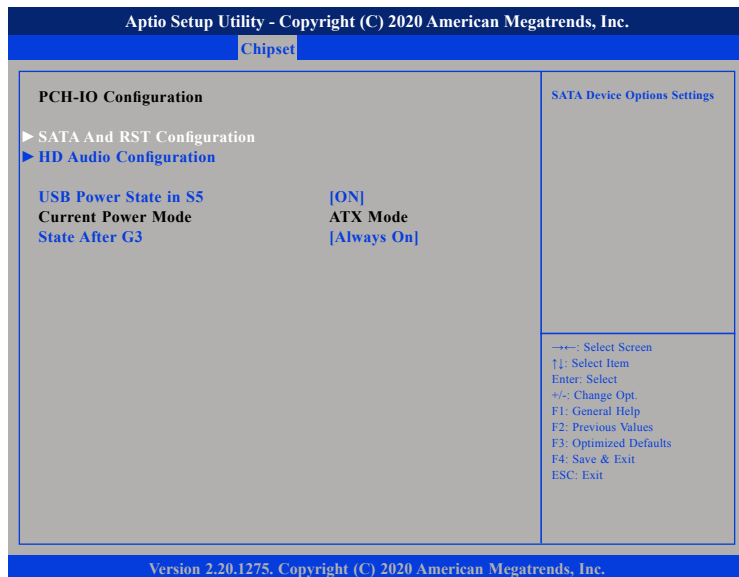 Aptio Setup Utility - Copyright (C) 2020 American Megatrends, Inc.
Chipset
PCH-IO Configuration
► SATA And RST Configuration
► HD Audio Configuration
USB Power State in S5 [ON]
Current Power Mode ATX Mode
State After G3 [Always On]
SATA Device Options Settings
→←: Select Screen
↑↓: Select Item
Enter: Select
+/-: Change Opt.
F1: General Help
F2: Previous Values
F3: Optimized Defaults
F4: Save & Exit
ESC: Exit
Version 2.20.1275. Copyright (C) 2020 American Megatrends, Inc.